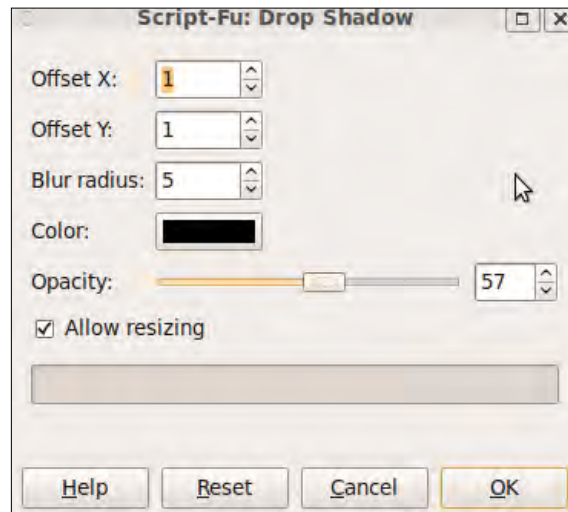 Script-Fu: Drop Shadow
Offset X: 1
Offset Y: 1
Blur radius: 5
Color:
Opacity: 57
Allow resizing
Help Reset Cancel OK